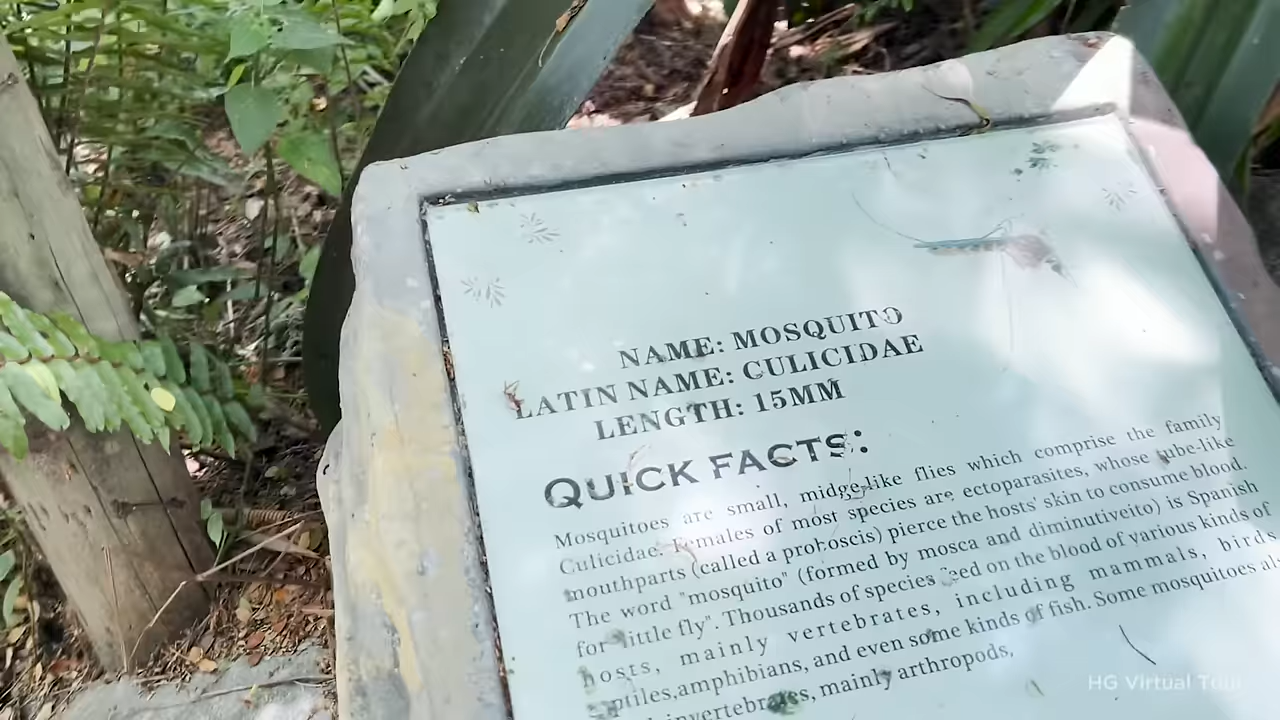 NAME: MOSQUITO
LATIN NAME: CULICIDAE
LENGTH: 15MM
QUICK FACTS:
Mosquitoes are small, midge-like flies which comprise the family
Culicidae. Females of most species are ectoparasites, whose tube-like
mouthparts (called a proboscis) pierce the hosts' skin to consume blood.
The word "mosquito" (formed by mosca and diminutiveito) is Spanish
for "little fly". Thousands of species feed on the blood of various kinds of
hosts, mainly vertebrates, including mammals, birds
reptiles,amphibians, and even some kinds of fish. Some mosquitoes al
invertebrates, mainly arthropods,
HG Virtual Tour